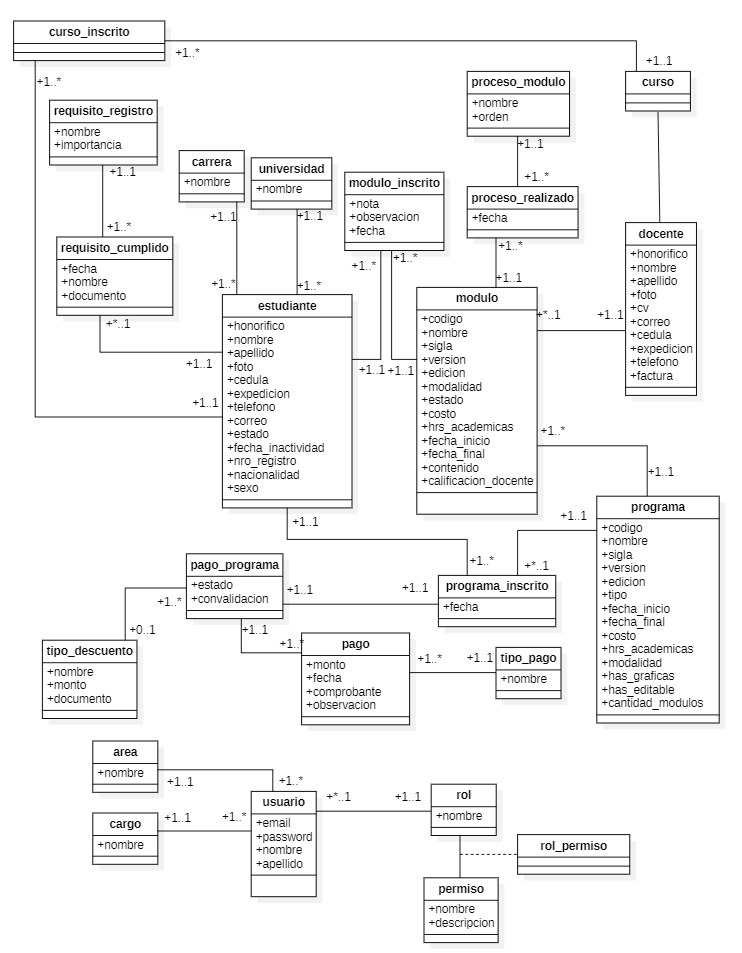 curso_inscrito
+1..*
+1..1
+1..*
curso
requisito_registro
+nombre
+importancia
+1..1
+1..*
proceso_modulo
+nombre
+orden
+1..1
+1..*
carrera
+nombre
+1..1
+1..*
universidad
+nombre
+1..1
+1..*
modulo_inscrito
+nota
+observacion
+fecha
+1..*
+1..*
proceso_realizado
+fecha
+1..*
+1..1
requisito_cumplido
+fecha
+nombre
+documento
+*..1
+1..1
+1..1
docente
+honorifico
+nombre
+apellido
+foto
+cv
+correo
+cedula
+expedicion
+telefono
+factura
estudiante
+honorifico
+nombre
+apellido
+foto
+cedula
+expedicion
+telefono
+correo
+estado
+fecha_inactividad
+nro_registro
+nacionalidad
+sexo
+1..1
+1..1
modulo
+codigo
+nombre
+sigla
+version
+edicion
+modalidad
+estado
+costo
+hrs_academicas
+fecha_inicio
+fecha_final
+contenido
+calificacion_docente
+*..1
+1..1
+1..*
+1..1
programa
+codigo
+nombre
+sigla
+version
+edicion
+tipo
+fecha_inicio
+fecha_final
+costo
+hrs_academicas
+modalidad
+has_graficas
+has_editable
+cantidad_modulos
+1..1
+1..1
+1..*
+*..1
pago_programa
+estado
+convalidacion
+1..1
+1..1
programa_inscrito
+fecha
+1..*
+0..1
+1..1
+1..*
tipo_descuento
+nombre
+monto
+documento
pago
+monto
+fecha
+comprobante
+observacion
+1..*
+1..1
tipo_pago
+nombre
area
+nombre
+1..1
+1..*
cargo
+nombre
+1..1
+1..*
usuario
+email
+password
+nombre
+apellido
+*..1
+1..1
rol
+nombre
rol_permiso
permiso
+nombre
+descripcion